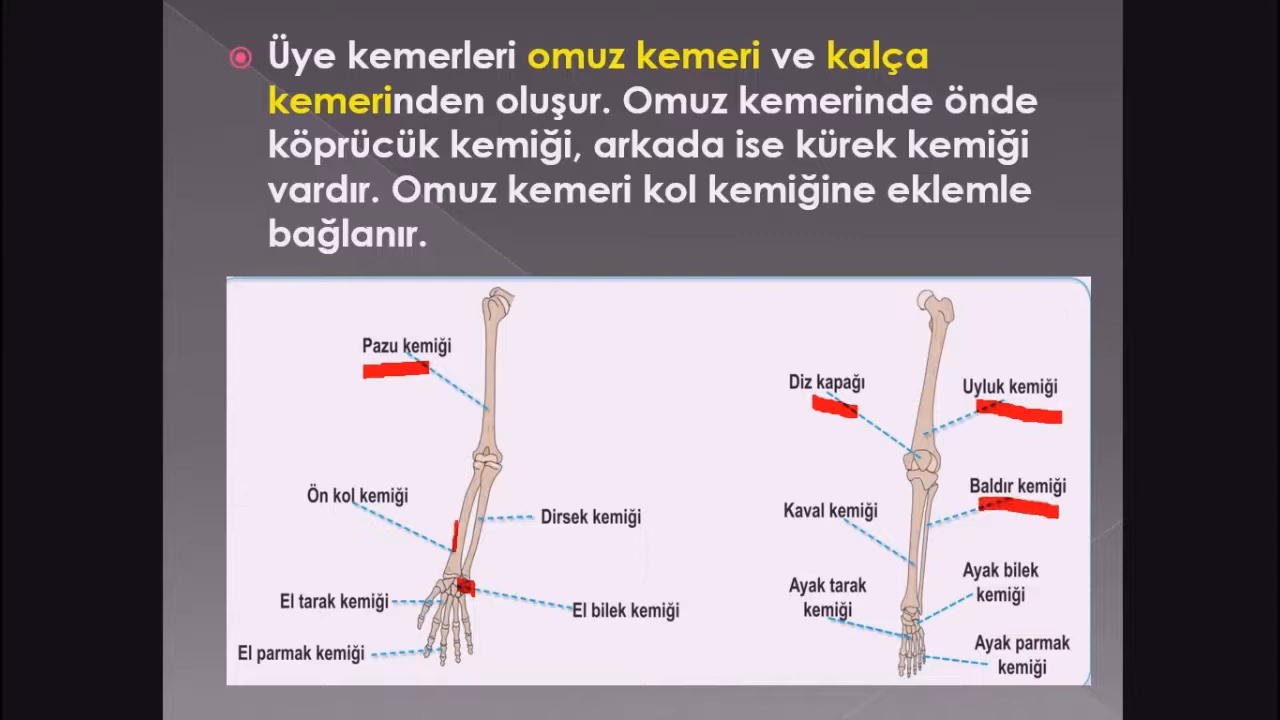 Üye kemerleri omuz kemeri ve kalça
kemerinden oluşur. Omuz kemerinde önde
köprücük kemiği, arkada ise kürek kemiği
vardır. Omuz kemeri kol kemiğine eklemle
bağlanır.
Pazu kemiği
Ön kol kemiği
Dirsek kemiği
El tarak kemiği
El bilek kemiği
El parmak kemiği
Diz kapağı
Uyluk kemiği
Baldır kemiği
Kaval kemiği
Ayak bilek
kemiği
Ayak tarak
kemiği
Ayak parmak
kemiği